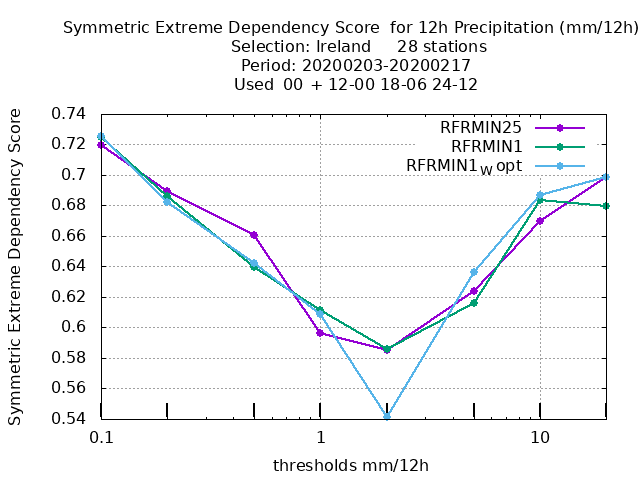 Symmetric Extreme Dependency Score  for 12h Precipitation (mm/12h)
Selection: Ireland     28 stations
Period: 20200203-20200217
Used  00  + 12-00 18-06 24-12
Symmetric Extreme Dependency Score
0.74
0.72
0.7
0.68
0.66
0.64
0.62
0.6
0.58
0.56
0.54
RFRMIN25
RFRMIN1
RFRMIN1W opt
0.1
1
10
thresholds mm/12h